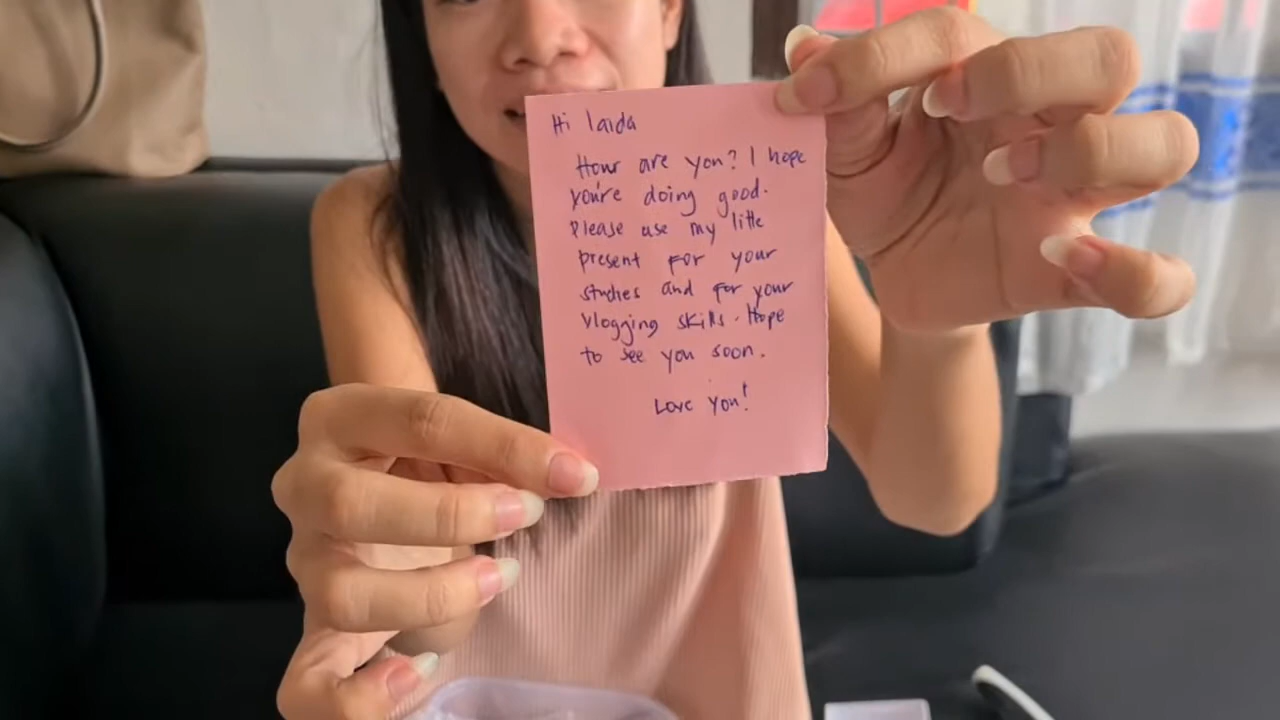 Hi laida
How are you? I hope
you're doing good.
Please use my little
present for your
studies and for your
vlogging skills. Hope
to see you soon.
Love you!